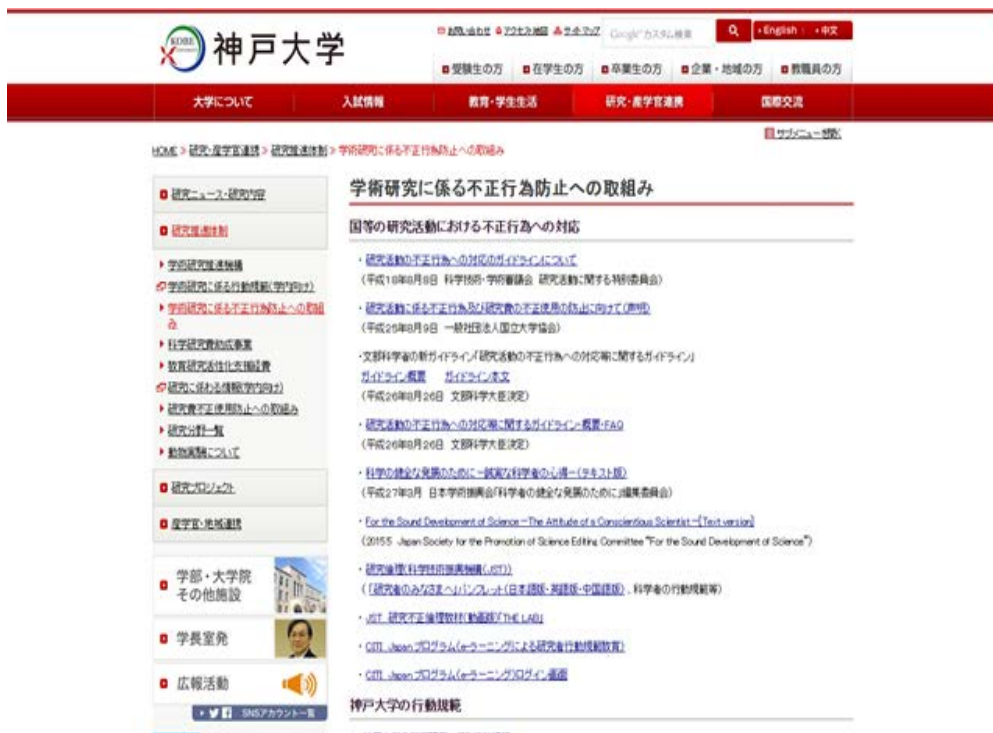 KOBE
神戸大学
お問い合わせ アクセス・地図 サイトマップ
Google カスタム検索
English 中文
受験生の方 在学生の方 卒業生の方 企業・地域の方 教職員の方
大学について 入試情報 教育・学生生活 研究・産学官連携 国際交流
サブメニューを開く
HOME > 研究・産学官連携 > 研究推進体制 > 学術研究に係る不正行為防止への取組み
研究ニュース・研究内容
研究推進体制
学術研究推進機構
学術研究に係る行動規範(学内向け)
学術研究に係る不正行為防止への取組
み
科学研究費助成事業
教育研究活性化支援経費
研究に係わる情報(学内向け)
研究費不正使用防止への取組み
研究分野一覧
動物実験について
研究プロジェクト
産学官・地域連携
学部・大学院
その他施設
学長室発
広報活動
SNSアカウント一覧
学術研究に係る不正行為防止への取組み
国等の研究活動における不正行為への対応
・研究活動の不正行為への対応のガイドラインについて
(平成18年8月8日 科学技術・学術審議会 研究活動に関する特別委員会)
・研究活動に係る不正行為及び研究費の不正使用の防止に向けて(声明)
(平成25年8月9日 一般社団法人国立大学協会)
・文部科学省の新ガイドライン「研究活動の不正行為への対応等に関するガイドライン」
ガイドライン概要 ガイドライン本文
(平成26年8月26日 文部科学大臣決定)
・研究活動の不正行為への対応等に関するガイドライン-概要・FAQ
(平成26年8月26日 文部科学大臣決定)
・科学の健全な発展のために-誠実な科学者の心得-(テキスト版)
(平成27年3月 日本学術振興会「科学の健全な発展のために」編集委員会)
・For the Sound Development of Science -The Attitude of a Conscientious Scientist-[Text version]
(2015.5 Japan Society for the Promotion of Science Editing Committee "For the Sound Development of Science")
・研究倫理(科学技術振興機構(JST))
(「研究者のみなさまへ」パンフレット(日本語版・英語版・中国語版)、科学者の行動規範等)
・JST 研究不正倫理教材(動画版)「THE LAB」
・CITI Japan プログラム(e-ラーニングによる研究者行動規範教育)
・CITI Japan プログラム(e-ラーニング)ログイン画面
神戸大学の行動規範